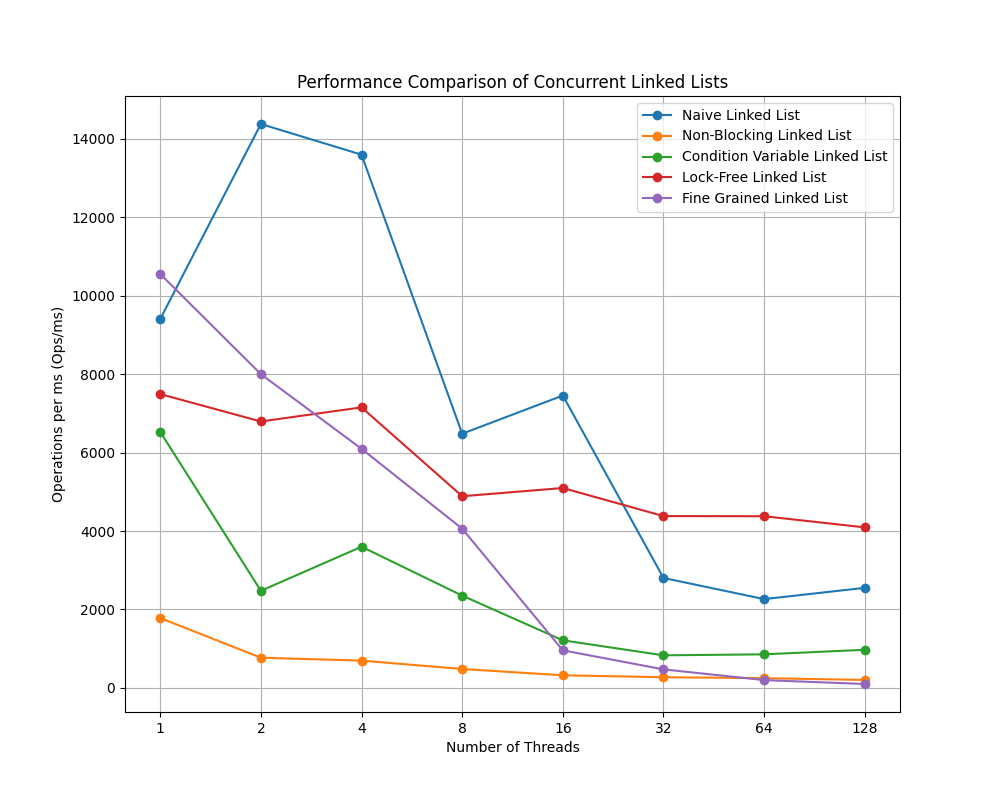 Performance Comparison of Concurrent Linked Lists
Naive Linked List
Non-Blocking Linked List
Condition Variable Linked List
Lock-Free Linked List
Fine Grained Linked List
Operations per ms (Ops/ms)
14000
12000
10000
8000
6000
4000
2000
0
1 2 4 8 16 32 64 128
Number of Threads